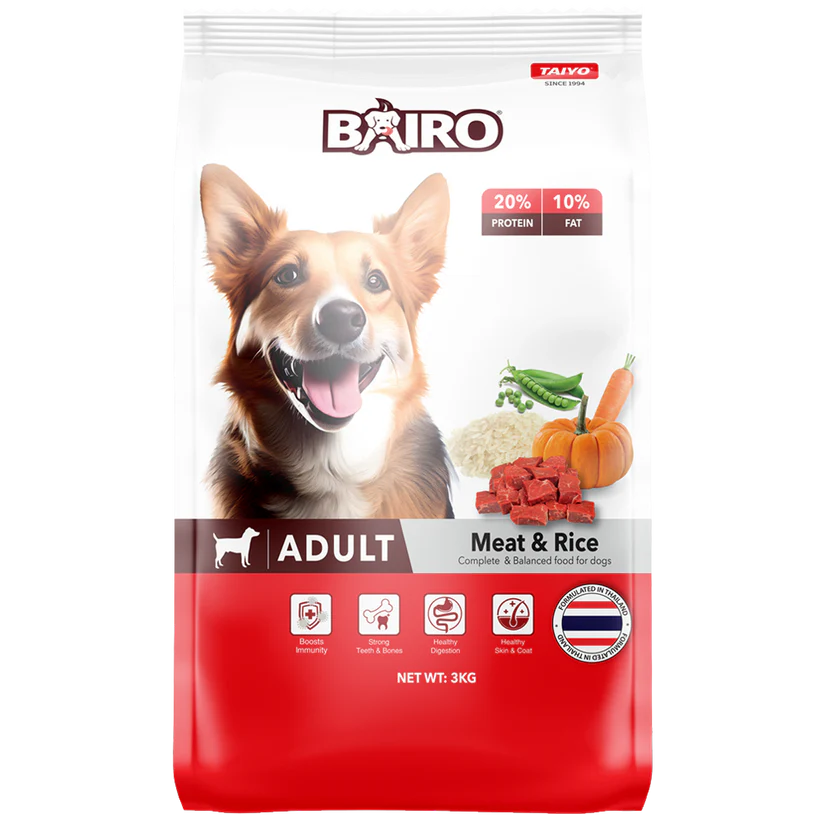 TAIYO
SINCE 1994
BAIRO®
20% 10%
PROTEIN FAT
ADULT
Meat & Rice
Complete & Balanced food for dogs
FORMULATED IN THAILAND
FORMULATED IN THAILAND
Boosts
Immunity
Strong
Teeth & Bones
Healthy
Digestion
Healthy
Skin & Coat
NET WT: 3KG